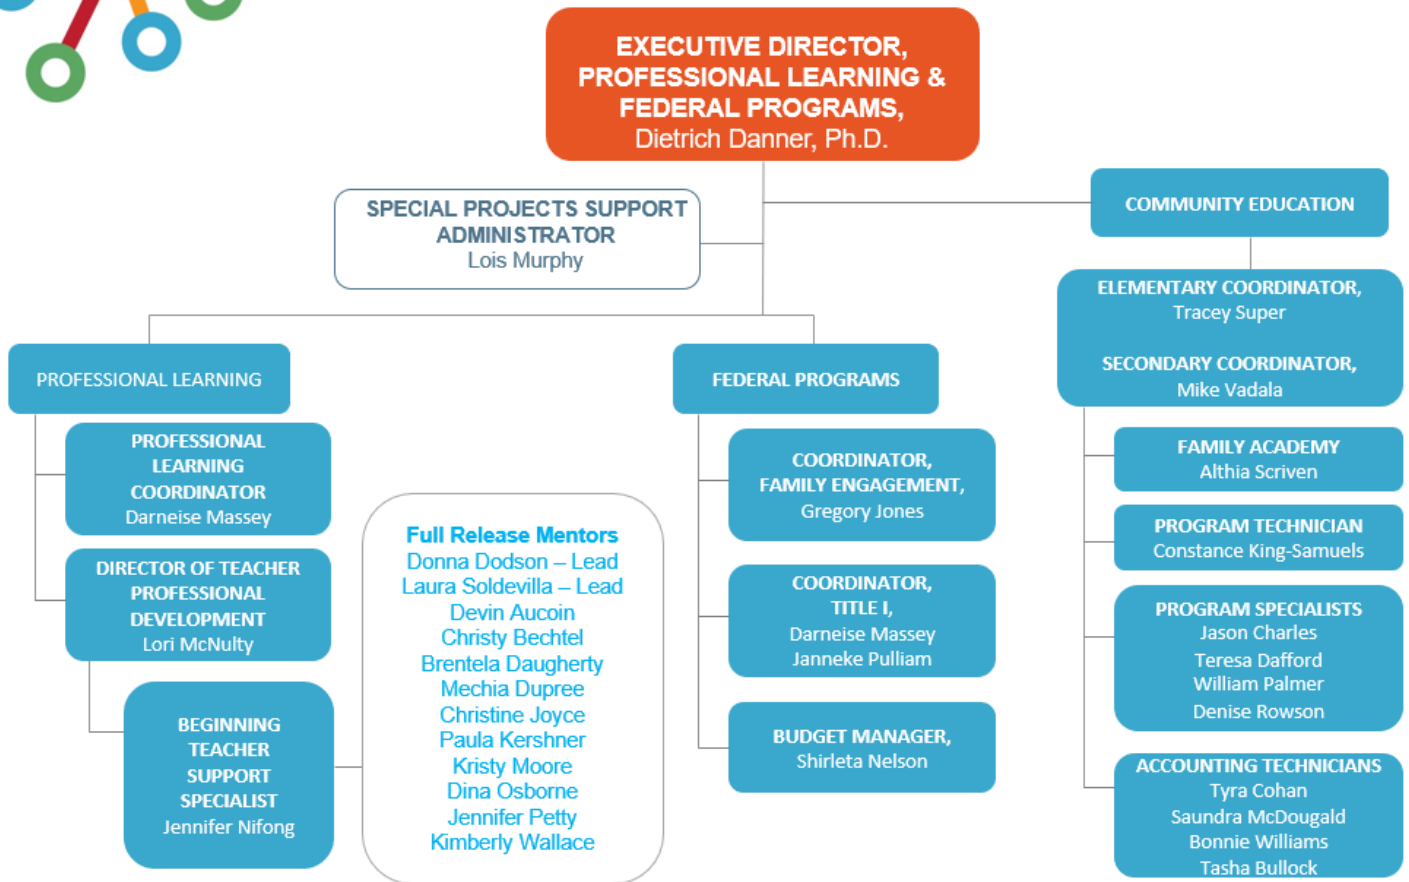 EXECUTIVE DIRECTOR,
PROFESSIONAL LEARNING &
FEDERAL PROGRAMS,
Dietrich Danner, Ph.D.
SPECIAL PROJECTS SUPPORT
ADMINISTRATOR
Lois Murphy
COMMUNITY EDUCATION
ELEMENTARY COORDINATOR,
Tracey Super
SECONDARY COORDINATOR,
Mike Vadala
PROFESSIONAL LEARNING
PROFESSIONAL
LEARNING
COORDINATOR
Darneise Massey
DIRECTOR OF TEACHER
PROFESSIONAL
DEVELOPMENT
Lori McNulty
BEGINNING
TEACHER
SUPPORT
SPECIALIST
Jennifer Nifong
Full Release Mentors
Donna Dodson – Lead
Laura Soldevilla – Lead
Devin Aucoin
Christy Bechtel
Brentela Daugherty
Mechia Dupree
Christine Joyce
Paula Kershner
Kristy Moore
Dina Osborne
Jennifer Petty
Kimberly Wallace
FEDERAL PROGRAMS
COORDINATOR,
FAMILY ENGAGEMENT,
Gregory Jones
COORDINATOR,
TITLE I,
Darneise Massey
Janneke Pulliam
BUDGET MANAGER,
Shirleta Nelson
FAMILY ACADEMY
Althia Scriven
PROGRAM TECHNICIAN
Constance King-Samuels
PROGRAM SPECIALISTS
Jason Charles
Teresa Dafford
William Palmer
Denise Rowson
ACCOUNTING TECHNICIANS
Tyra Cohan
Saundra McDougald
Bonnie Williams
Tasha Bullock